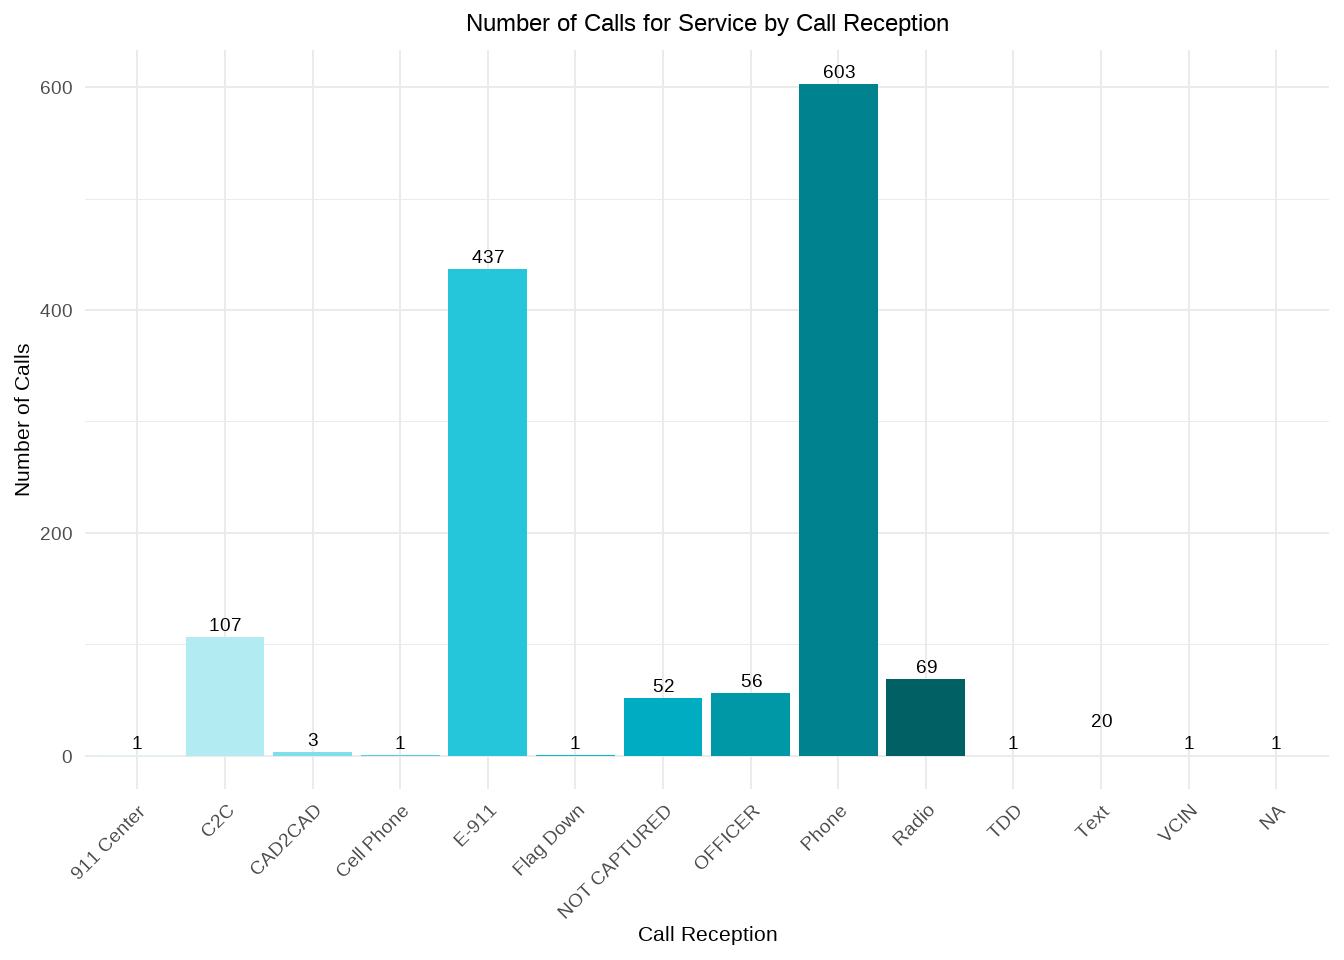 Number of Calls for Service by Call Reception
Number of Calls
600
400
200
0
1
107
3
1
437
1
52
56
603
69
1
20
1
1
911 Center
C2C
CAD2CAD
Cell Phone
E-911
Flag Down
NOT CAPTURED
OFFICER
Phone
Radio
TDD
Text
VCIN
NA
Call Reception